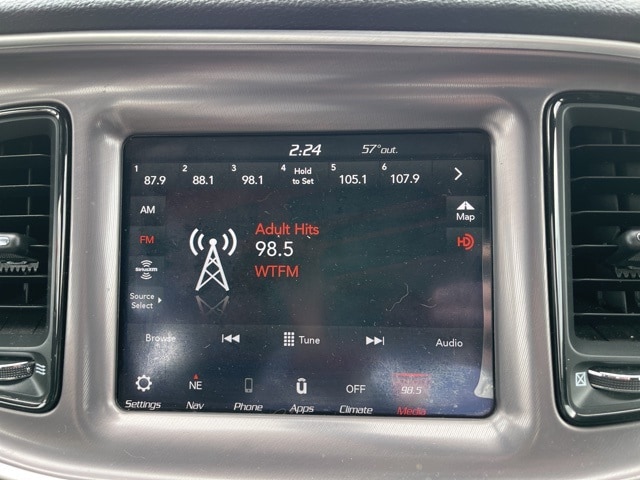 2:24 57° out.
1 2 3 4 Hold to Set 5 6
87.9 88.1 98.1 105.1 107.9
AM
Map
FM
Adult Hits
HD
98.5
SiriusXM
WTFM
Source
Select
Browse Tune Audio
NE OFF 98.5
Settings Nav Phone Apps Climate Media